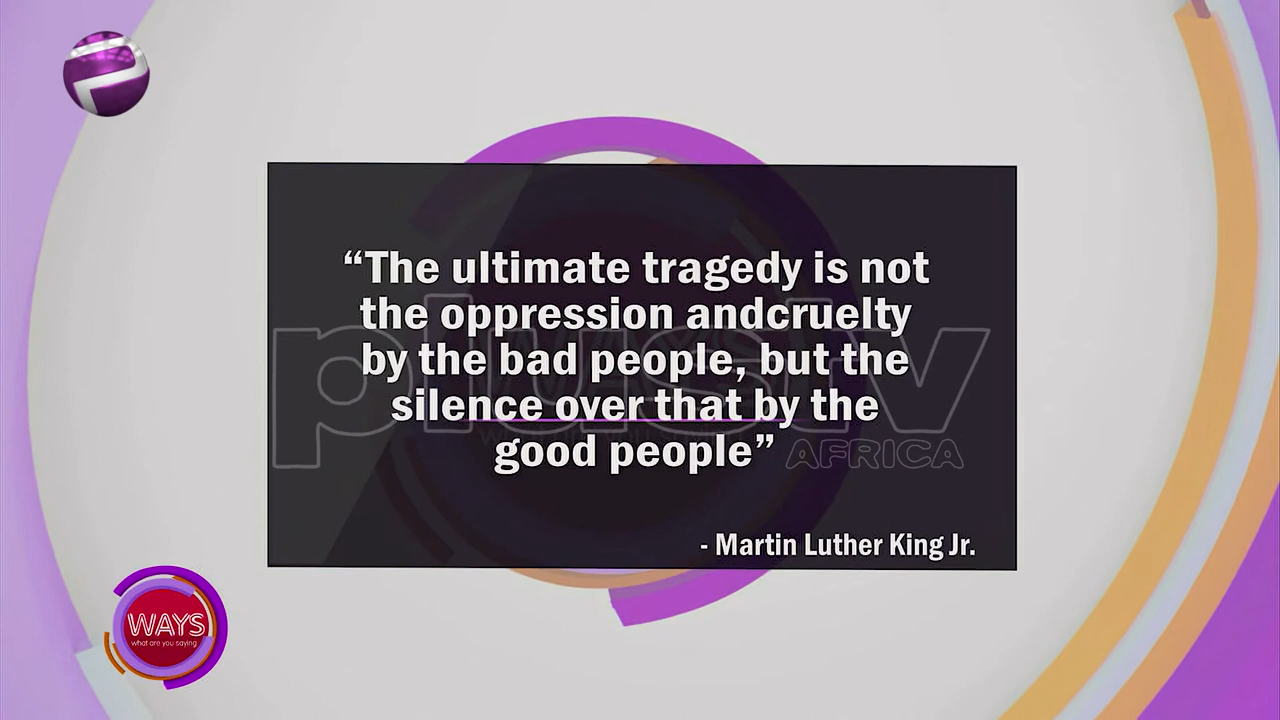 “The ultimate tragedy is not
the oppression andcruelty
by the bad people, but the
silence over that by the
good people”
plustv
AFRICA
- Martin Luther King Jr.
WAYS
what are you saying